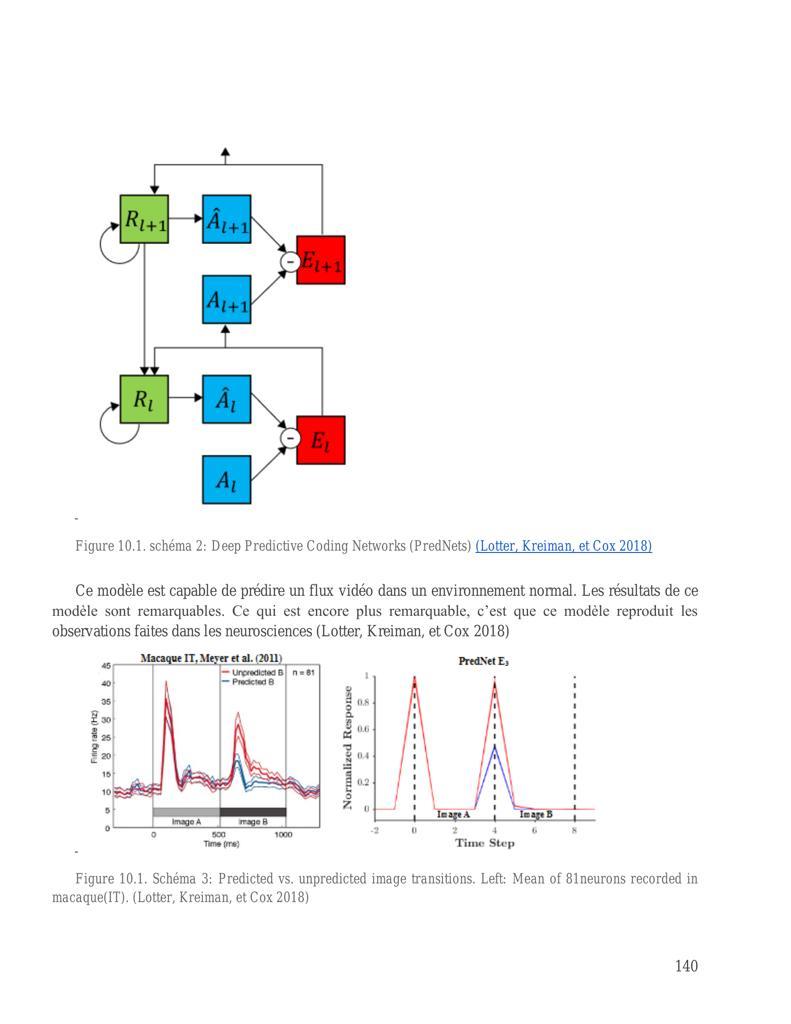 R_{l+1}
Â_{l+1}
E_{l+1}
-
A_{l+1}
R_l
Â_l
-
E_l
A_l
-
Figure 10.1. schéma 2: Deep Predictive Coding Networks (PredNets) (Lotter, Kreiman, et Cox 2018)
Ce modèle est capable de prédire un flux vidéo dans un environnement normal. Les résultats de ce
modèle sont remarquables. Ce qui est encore plus remarquable, c’est que ce modèle reproduit les
observations faites dans les neurosciences (Lotter, Kreiman, et Cox 2018)
Macaque IT, Meyer et al. (2011)
Unpredicted B
Predicted B
n = 81
Firing rate (Hz)
45
40
35
30
25
20
15
10
5
0
Image A
Image B
0
500
1000
Time (ms)
PredNet E₃
Normalized Response
1
0.8
0.6
0.4
0.2
0
Image A
Image B
-2
0
2
4
6
8
Time Step
-
Figure 10.1. Schéma 3: Predicted vs. unpredicted image transitions. Left: Mean of 81neurons recorded in
macaque(IT). (Lotter, Kreiman, et Cox 2018)
140